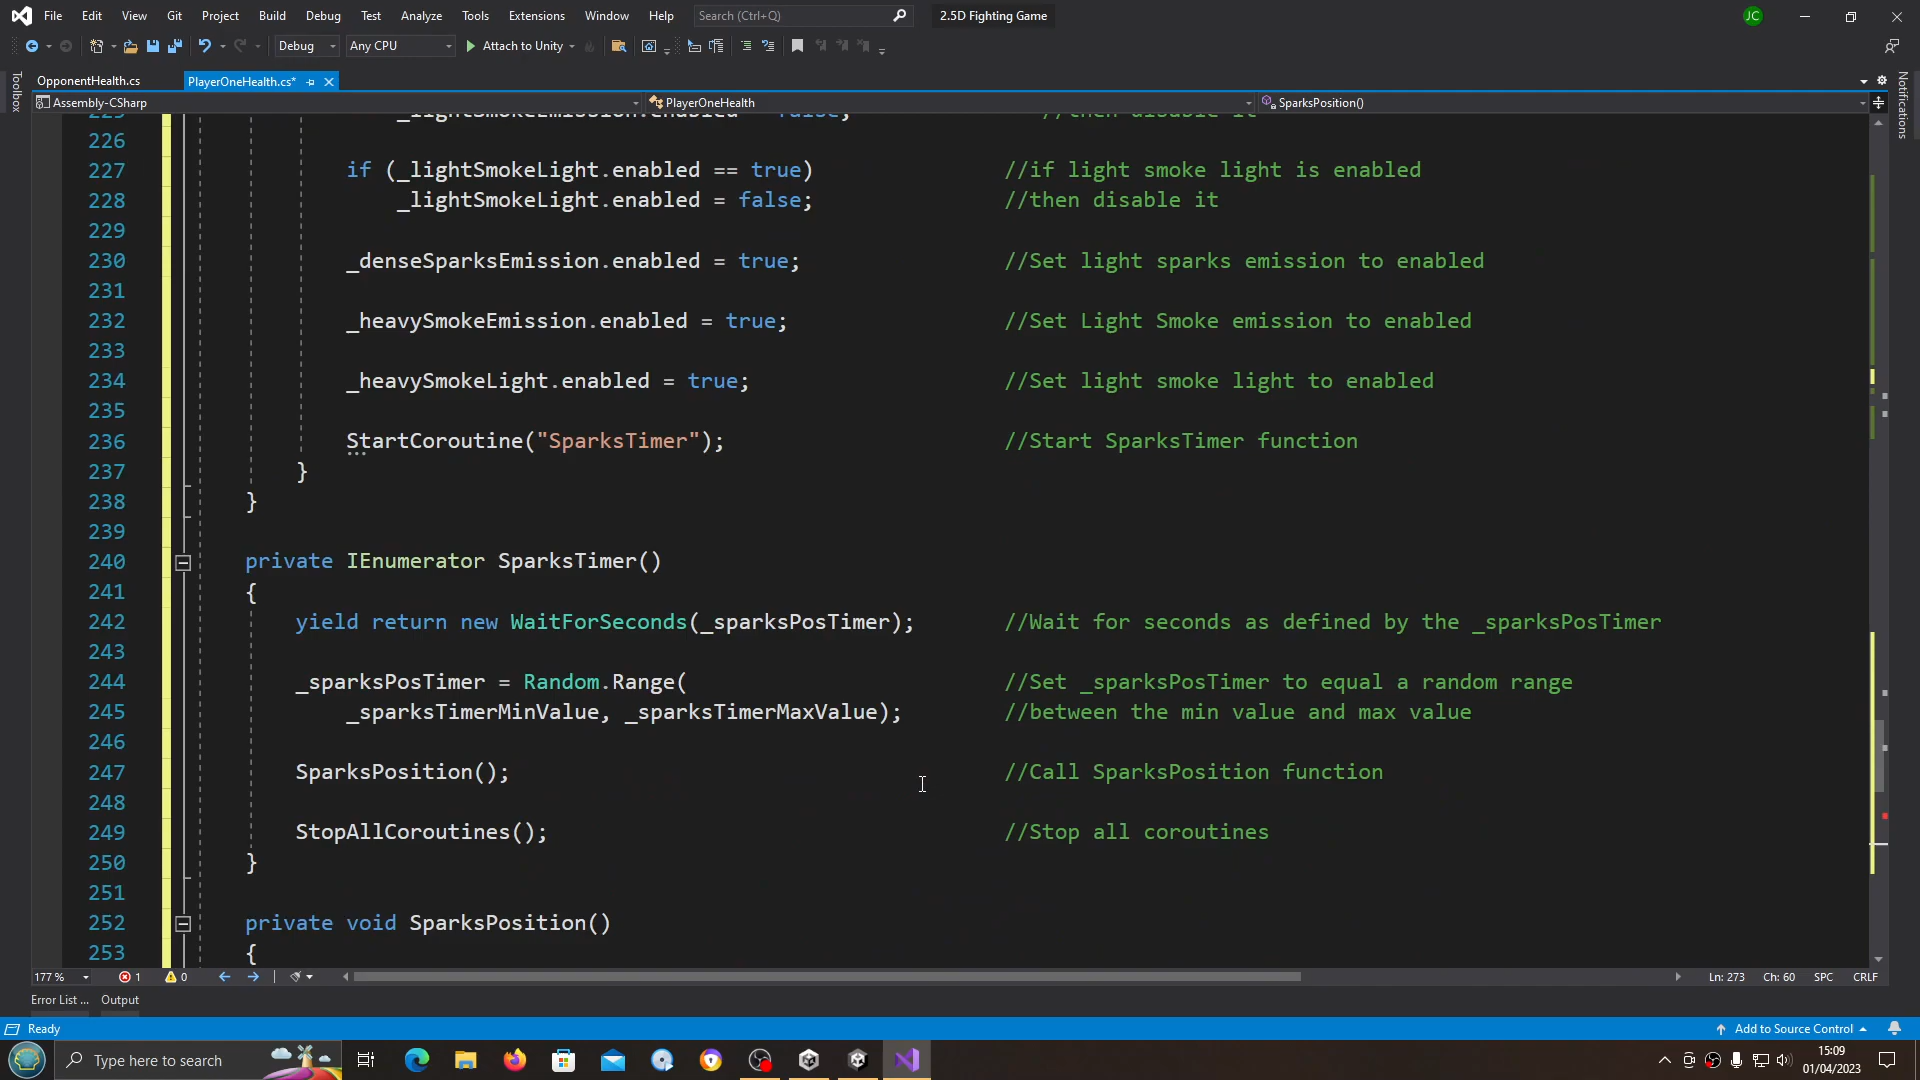 File Edit View Git Project Build Debug Test Analyze Tools Extensions Window Help Search (Ctrl+Q) 2.5D Fighting Game JC
Debug Any CPU Attach to Unity
OpponentHealth.cs PlayerOneHealth.cs*
Assembly-CSharp PlayerOneHealth SparksPosition()
Toolbox
Notifications
225 _lightSmokeEmission.enabled = false; //then disable it
226
227 if (_lightSmokeLight.enabled == true) //if light smoke light is enabled
228 _lightSmokeLight.enabled = false; //then disable it
229
230 _denseSparksEmission.enabled = true; //Set light sparks emission to enabled
231
232 _heavySmokeEmission.enabled = true; //Set Light Smoke emission to enabled
233
234 _heavySmokeLight.enabled = true; //Set light smoke light to enabled
235
236 StartCoroutine("SparksTimer"); //Start SparksTimer function
237 }
238 }
239
240 private IEnumerator SparksTimer()
241 {
242 yield return new WaitForSeconds(_sparksPosTimer); //Wait for seconds as defined by the _sparksPosTimer
243
244 _sparksPosTimer = Random.Range( //Set _sparksPosTimer to equal a random range
245 _sparksTimerMinValue, _sparksTimerMaxValue); //between the min value and max value
246
247 SparksPosition(); //Call SparksPosition function
248
249 StopAllCoroutines(); //Stop all coroutines
250 }
251
252 private void SparksPosition()
253 {
177 % 1 0 Ln: 273 Ch: 60 SPC CRLF
Error List ... Output
Ready Add to Source Control
Type here to search 15:09
01/04/2023